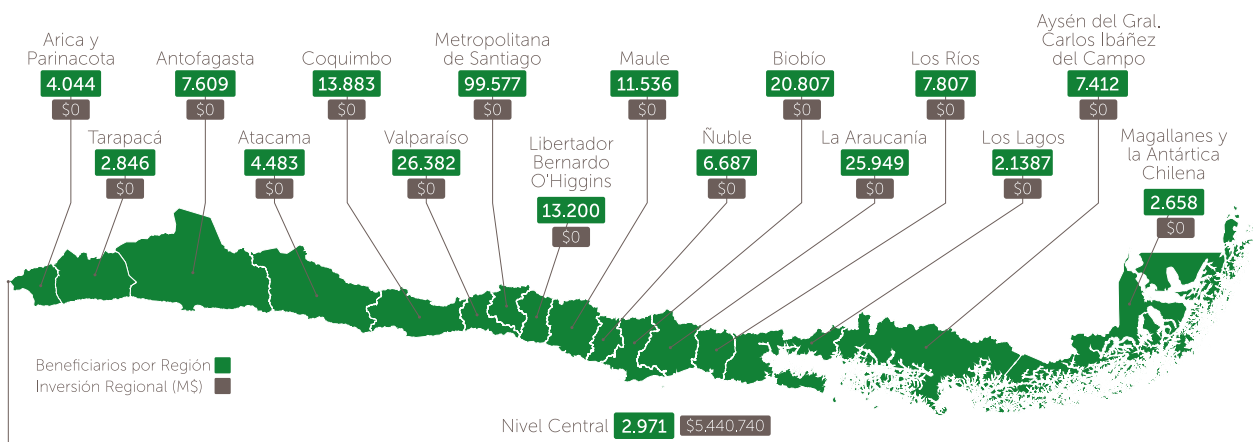 Arica y
Parinacota
4.044
$0
Tarapacá
2.846
$0
Antofagasta
7.609
$0
Atacama
4.483
$0
Coquimbo
13.883
$0
Valparaíso
26.382
$0
Metropolitana
de Santiago
99.577
$0
Libertador
Bernardo
O'Higgins
13.200
$0
Maule
11.536
$0
Ñuble
6.687
$0
Biobío
20.807
$0
La Araucanía
25.949
$0
Los Ríos
7.807
$0
Los Lagos
2.1387
$0
Aysén del Gral.
Carlos Ibáñez
del Campo
7.412
$0
Magallanes y
la Antártica
Chilena
2.658
$0
Beneficiarios por Región
Inversión Regional (M$)
Nivel Central 2.971 $5,440,740